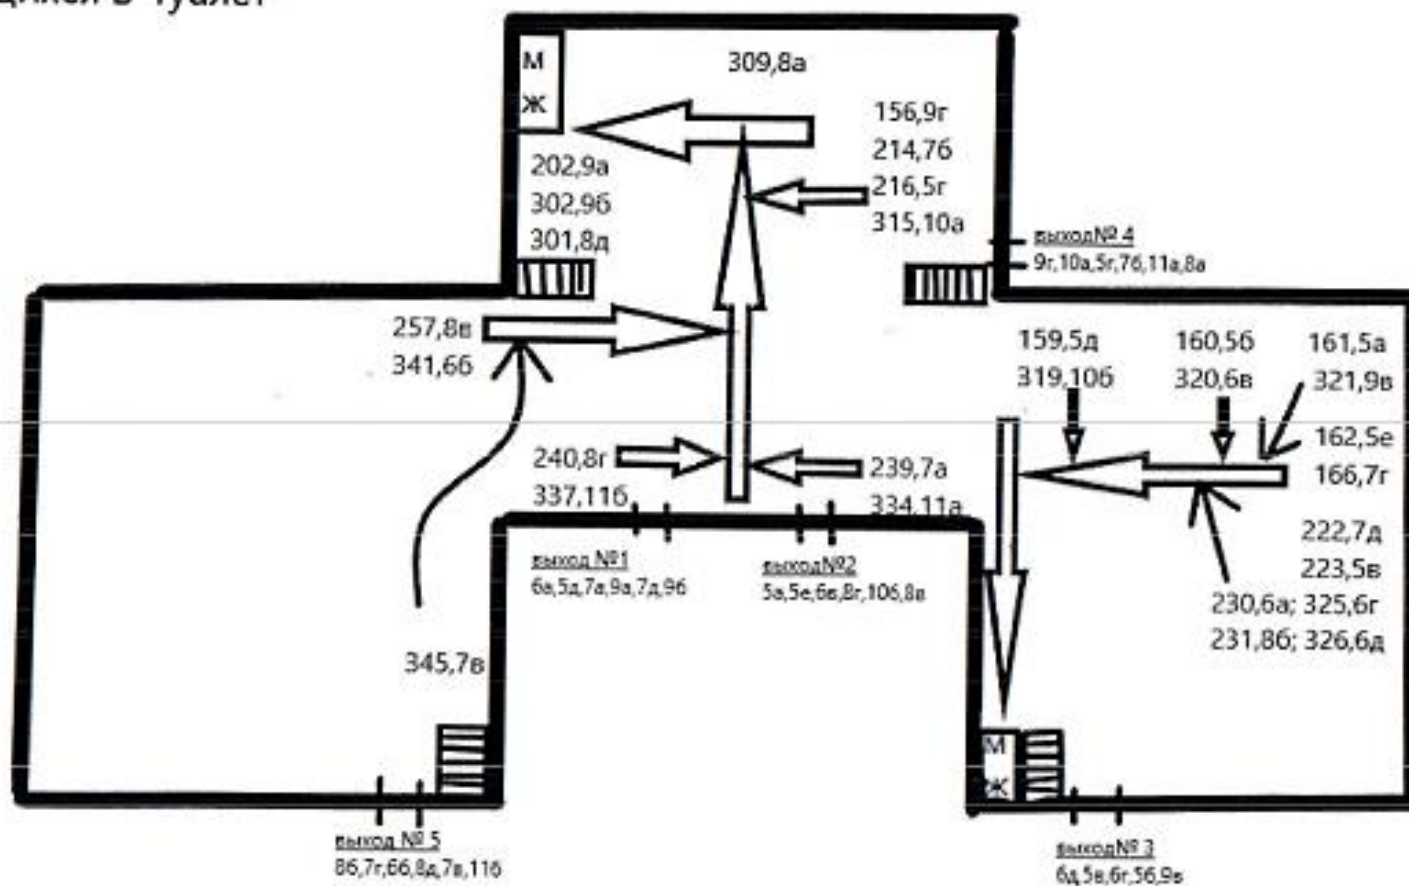 в туалет
М
Ж
309,8а
156,9г
214,7б
216,5г
315,10а
202,9а
302,9б
301,8д
выход№ 4
9г,10а,5г,7б,11а,8а
257,8в
341,6б
159,5д
319,10б
160,5б
320,6в
161,5а
321,9в
162,5е
166,7г
240,8г
337,11б
239,7а
334,11а
222,7д
223,5в
230,6а; 325,6г
231,8б; 326,6д
выход №1
6а,5д,7а,9а,7д,9б
выход№2
5а,5е,6в,8г,10б,8в
345,7в
М
Ж
выход № 5
8б,7г,6б,8д,7в,11б
выход№ 3
6д,5в,6г,5б,9в